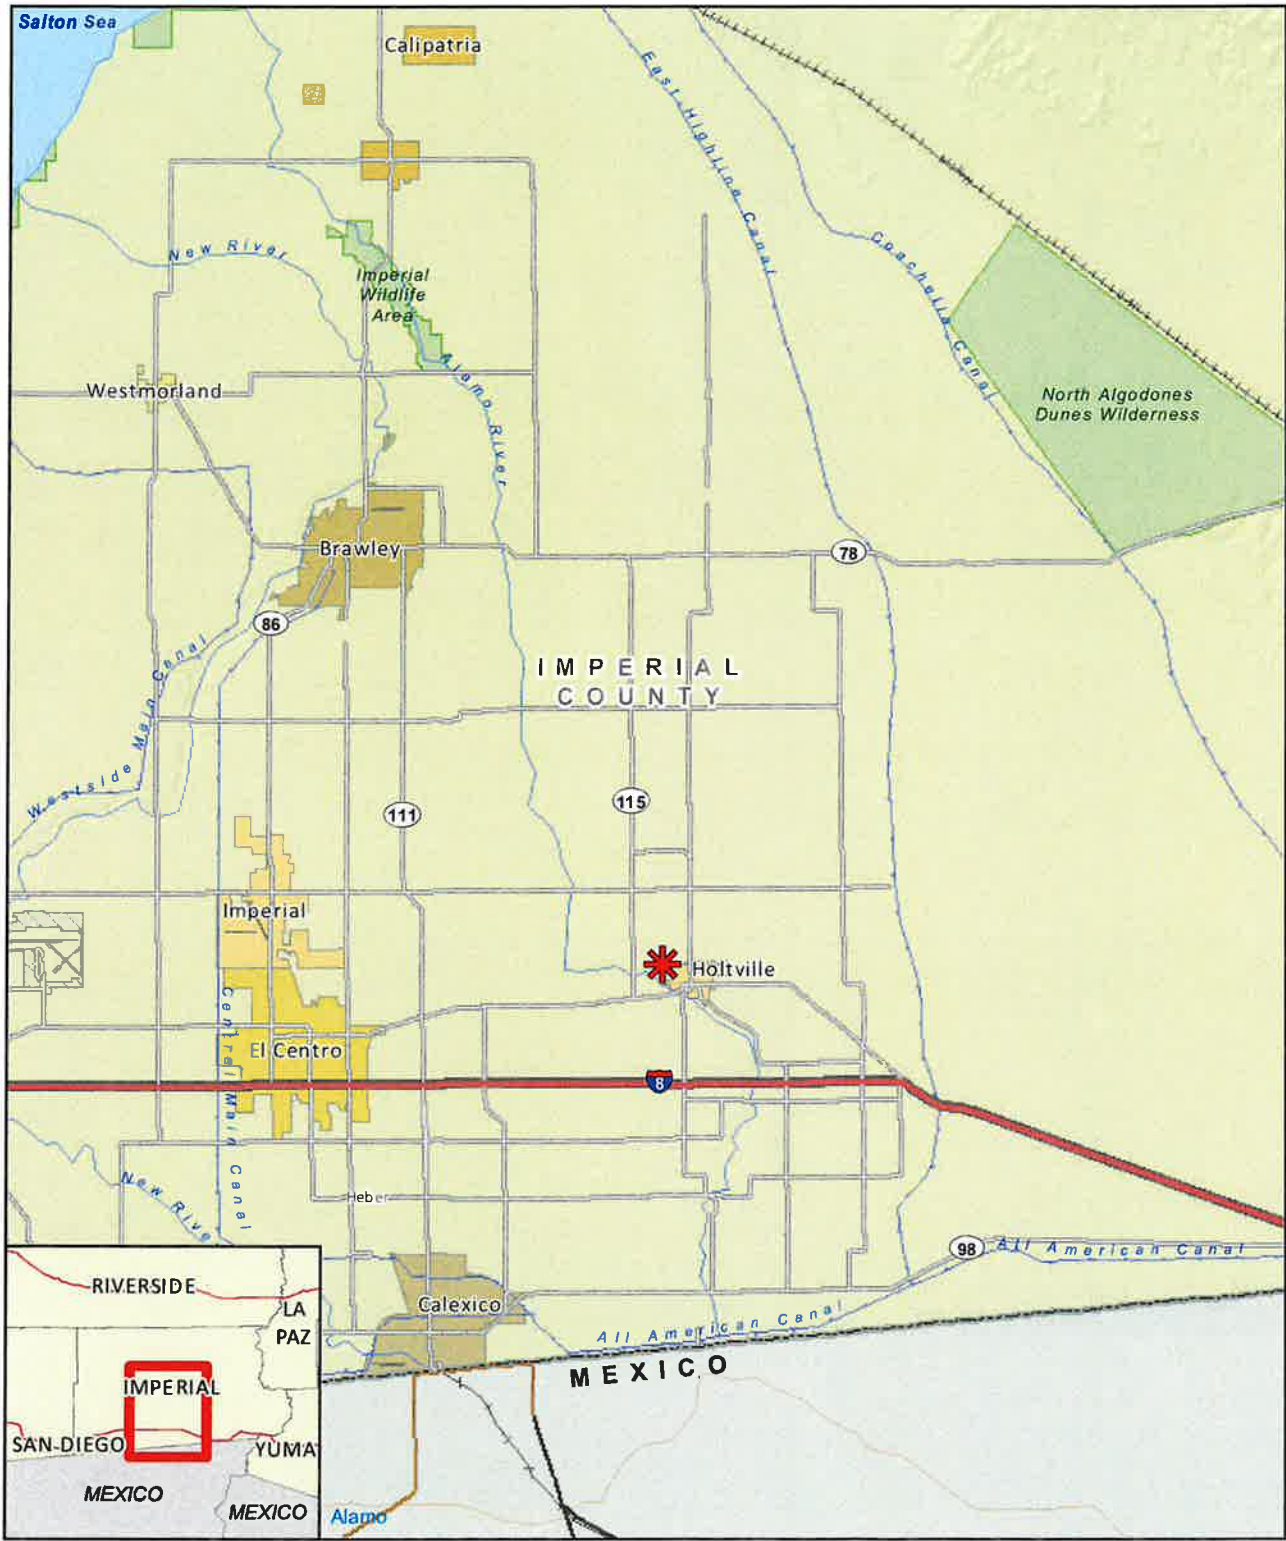 Salton Sea
Calipatria
East Highline Canal
New River
Coachella Canal
Imperial
Wildlife
Area
Alamo River
Westmorland
North Algodones
Dunes Wilderness
Brawley
78
86
IMPERIAL
COUNTY
Westside Main Canal
111
115
Imperial
Holtville
Central Main Canal
El Centro
8
New Rive
Heber
98
All American Canal
Calexico
All American Canal
MEXICO
RIVERSIDE
LA
PAZ
IMPERIAL
SAN DIEGO
YUMA
MEXICO
MEXICO
Alamo